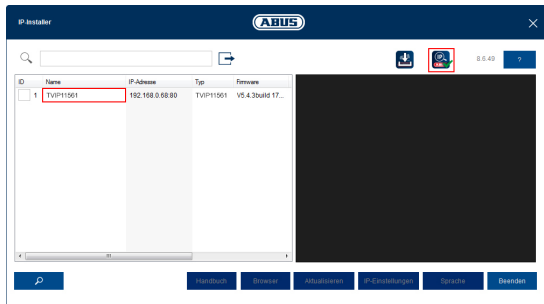 IP-Installer
ABUS
8.6.49
?
ID Name IP-Adresse Typ Firmware
1 TVIP11561 192.168.0.68:80 TVIP11561 V5.4.3build 17...
Handbuch Browser Aktualisieren IP-Einstellungen Sprache Beenden